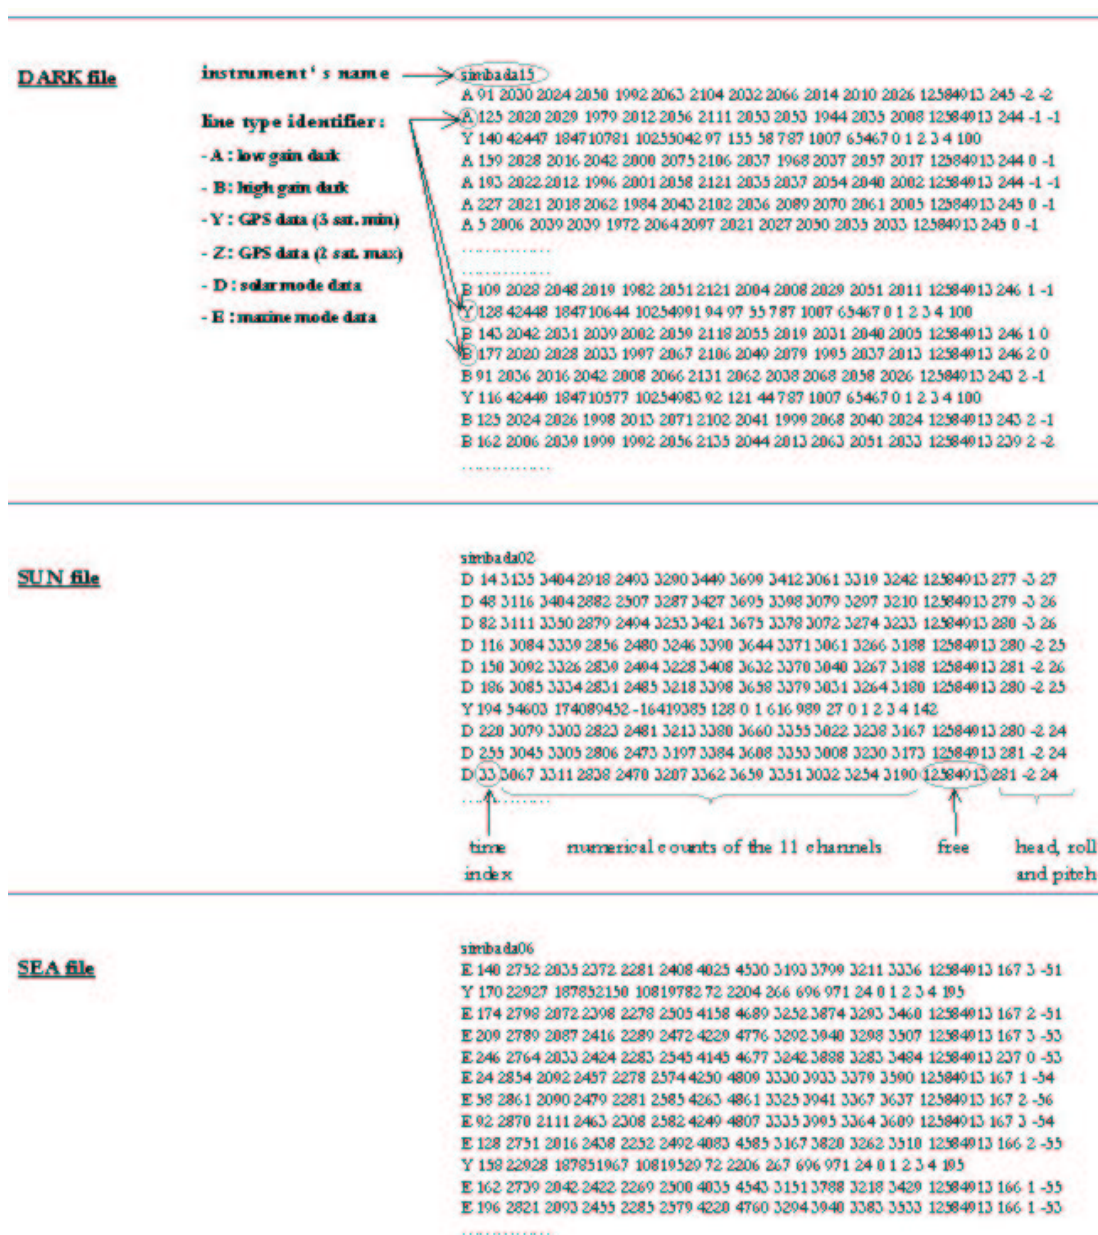 DARK file
instrument's name
simbada15
A 91 2030 2024 2050 1992 2063 2104 2032 2066 2014 2010 2026 12584913 245 -2 -2
line type identifier:
A 125 2020 2029 1979 2012 2056 2111 2053 2053 1944 2035 2008 12584913 244 -1 -1
Y 140 42447 184710781 10255042 97 155 58 787 1007 65467 0 1 2 3 4 100
- A : low gain dark
A 159 2028 2016 2042 2000 2075 2106 2037 1968 2037 2057 2017 12584913 244 0 -1
- B: high gain dark
A 193 2022 2012 1996 2001 2058 2121 2035 2037 2054 2040 2002 12584913 244 -1 -1
A 227 2021 2018 2062 1984 2043 2102 2036 2089 2070 2061 2005 12584913 245 0 -1
- Y : GPS data (3 sat. min)
A 5 2006 2039 2039 1972 2064 2097 2021 2027 2050 2035 2033 12584913 245 0 -1
- Z: GPS data (2 sat. max)
................
................
- D : solar mode data
B 109 2028 2048 2019 1982 2051 2121 2004 2008 2029 2051 2011 12584913 246 1 -1
- E : marine mode data
Y 128 42448 184710644 10254991 94 97 55 787 1007 65467 0 1 2 3 4 100
B 143 2042 2031 2039 2002 2059 2118 2055 2019 2031 2040 2005 12584913 246 1 0
B 177 2020 2028 2033 1997 2067 2106 2049 2079 1995 2037 2013 12584913 246 2 0
B 91 2036 2016 2042 2008 2066 2131 2062 2038 2068 2058 2026 12584913 243 2 -1
Y 116 42449 184710577 10254983 92 121 44 787 1007 65467 0 1 2 3 4 100
B 125 2024 2026 1998 2013 2071 2102 2041 1999 2068 2040 2024 12584913 243 2 -1
B 162 2006 2039 1999 1992 2056 2135 2044 2013 2063 2051 2033 12584913 239 2 -2
................
SUN file
simbada02
D 14 3135 3404 2918 2493 3290 3449 3699 3412 3061 3319 3242 12584913 277 -3 27
D 48 3116 3404 2882 2507 3287 3427 3695 3398 3079 3297 3210 12584913 279 -3 26
D 82 3111 3350 2879 2494 3253 3421 3675 3378 3072 3274 3233 12584913 280 -3 26
D 116 3084 3339 2856 2480 3246 3390 3644 3371 3061 3266 3188 12584913 280 -2 25
D 150 3092 3326 2839 2494 3228 3408 3632 3370 3040 3267 3188 12584913 281 -2 26
D 186 3085 3334 2831 2485 3218 3398 3658 3379 3031 3264 3180 12584913 280 -2 25
Y 194 54603 174089452 -16419385 128 0 1 616 989 27 0 1 2 3 4 142
D 220 3079 3303 2823 2481 3213 3380 3660 3355 3022 3238 3167 12584913 280 -2 24
D 255 3045 3305 2806 2473 3197 3384 3608 3353 3008 3230 3173 12584913 281 -2 24
D 33 3067 3311 2838 2470 3207 3362 3659 3351 3032 3254 3190 12584913 281 -2 24
................
time index
numerical counts of the 11 channels
free
head, roll and pitch
SEA file
simbada06
E 140 2752 2035 2372 2281 2408 4025 4530 3193 3799 3211 3336 12584913 167 3 -51
Y 170 22927 187852150 10819782 72 2204 266 696 971 24 0 1 2 3 4 195
E 174 2798 2072 2398 2278 2505 4158 4689 3252 3874 3293 3460 12584913 167 2 -51
E 209 2789 2087 2416 2289 2472 4229 4776 3292 3940 3298 3507 12584913 167 3 -53
E 246 2764 2033 2424 2283 2545 4145 4677 3242 3888 3283 3484 12584913 237 0 -53
E 24 2854 2092 2457 2278 2574 4250 4809 3330 3933 3379 3590 12584913 167 1 -54
E 58 2861 2090 2479 2281 2585 4263 4861 3325 3941 3367 3637 12584913 167 2 -56
E 92 2870 2111 2463 2308 2582 4249 4807 3335 3995 3364 3609 12584913 167 3 -54
E 128 2751 2016 2438 2252 2492 4083 4585 3167 3820 3262 3510 12584913 166 2 -55
Y 158 22928 187851967 10819529 72 2206 267 696 971 24 0 1 2 3 4 195
E 162 2739 2042 2422 2269 2500 4035 4543 3151 3788 3218 3429 12584913 166 1 -55
E 196 2821 2093 2455 2285 2579 4220 4760 3294 3940 3383 3533 12584913 166 1 -53
................